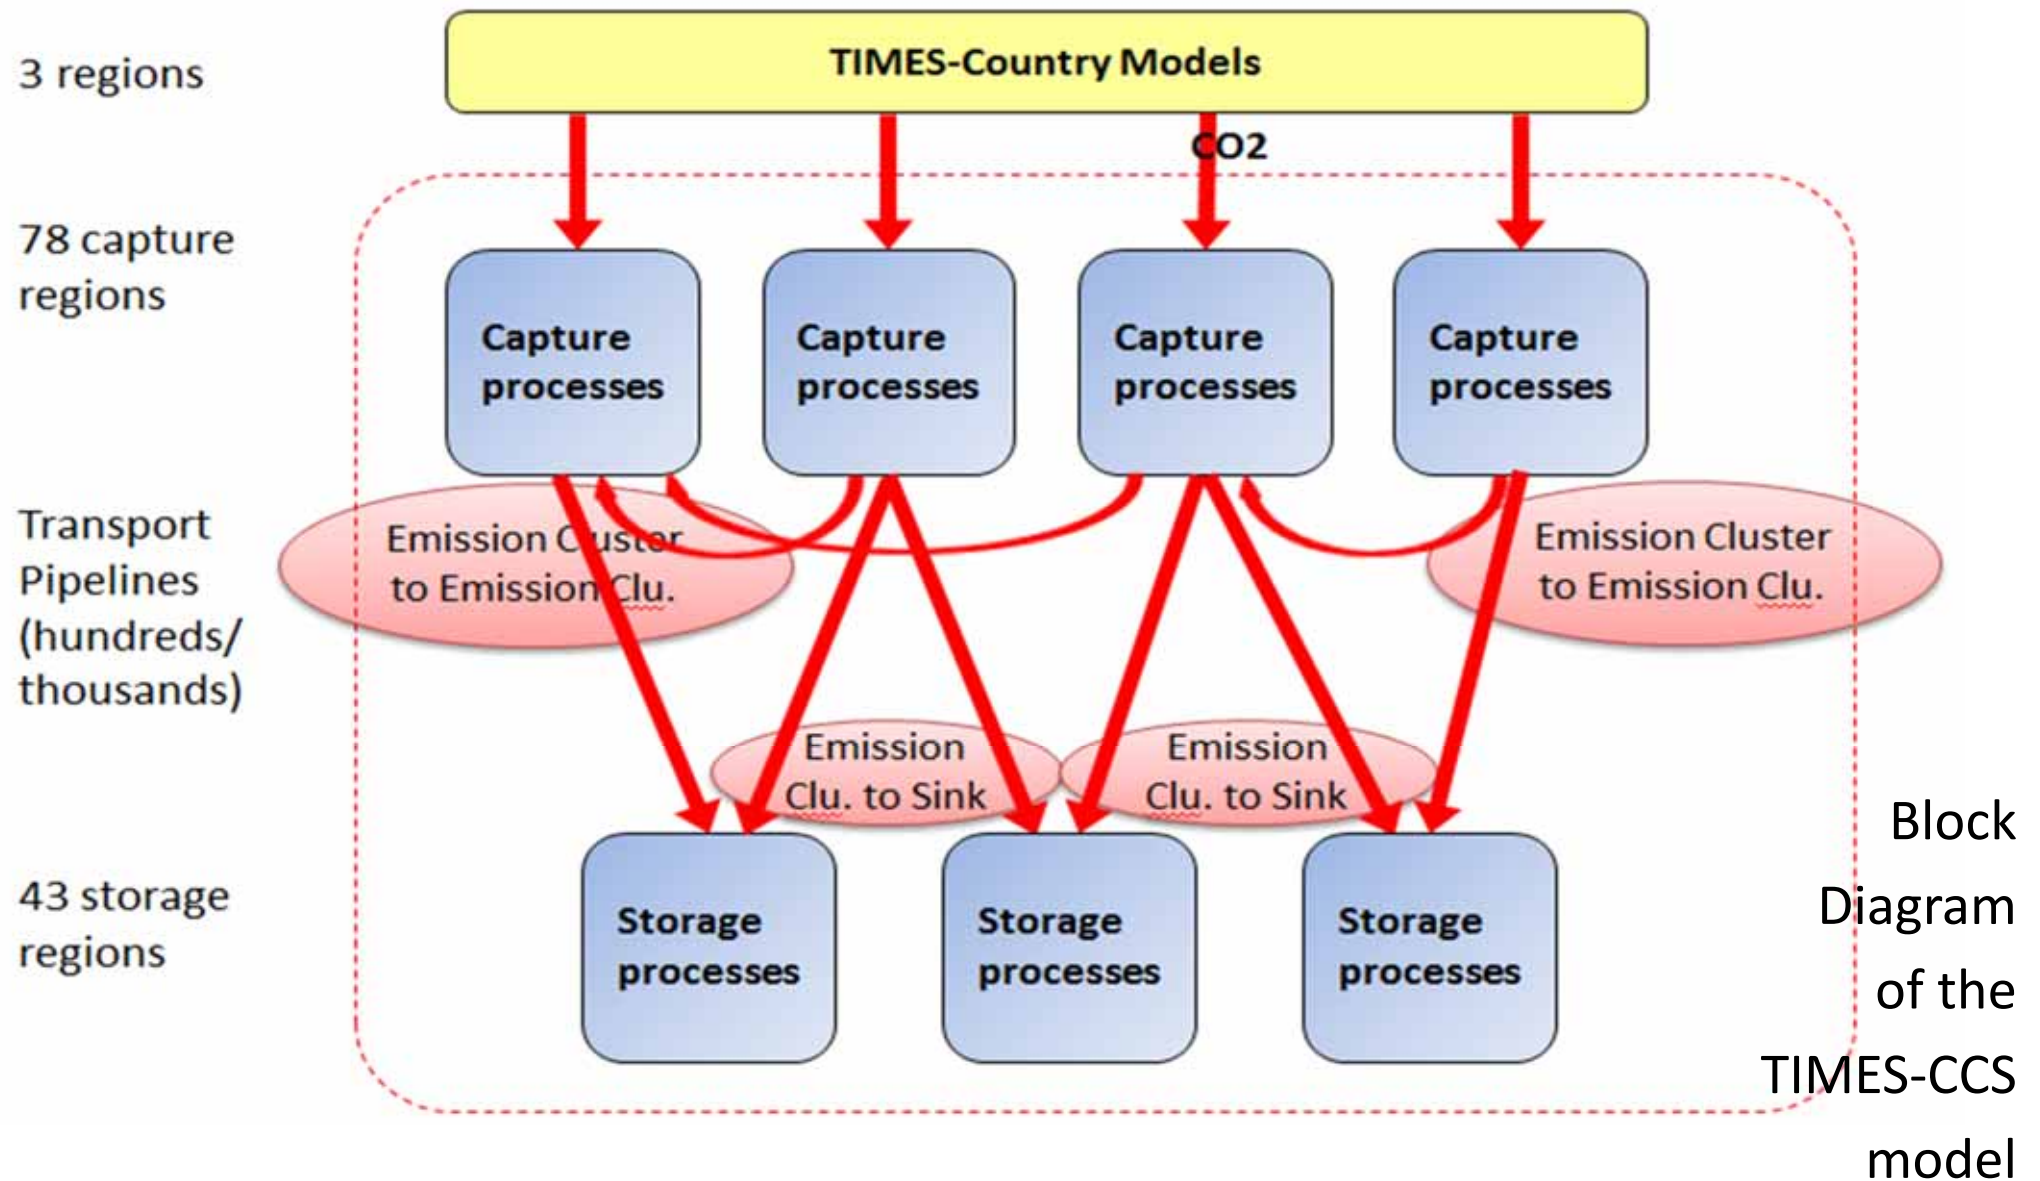 3 regions
TIMES-Country Models
CO2
78 capture
regions
Capture
processes
Capture
processes
Capture
processes
Capture
processes
Transport
Pipelines
(hundreds/
thousands)
Emission Cluster
to Emission Clu.
Emission Cluster
to Emission Clu.
Emission
Clu. to Sink
Emission
Clu. to Sink
43 storage
regions
Storage
processes
Storage
processes
Storage
processes
Block
Diagram
of the
TIMES-CCS
model